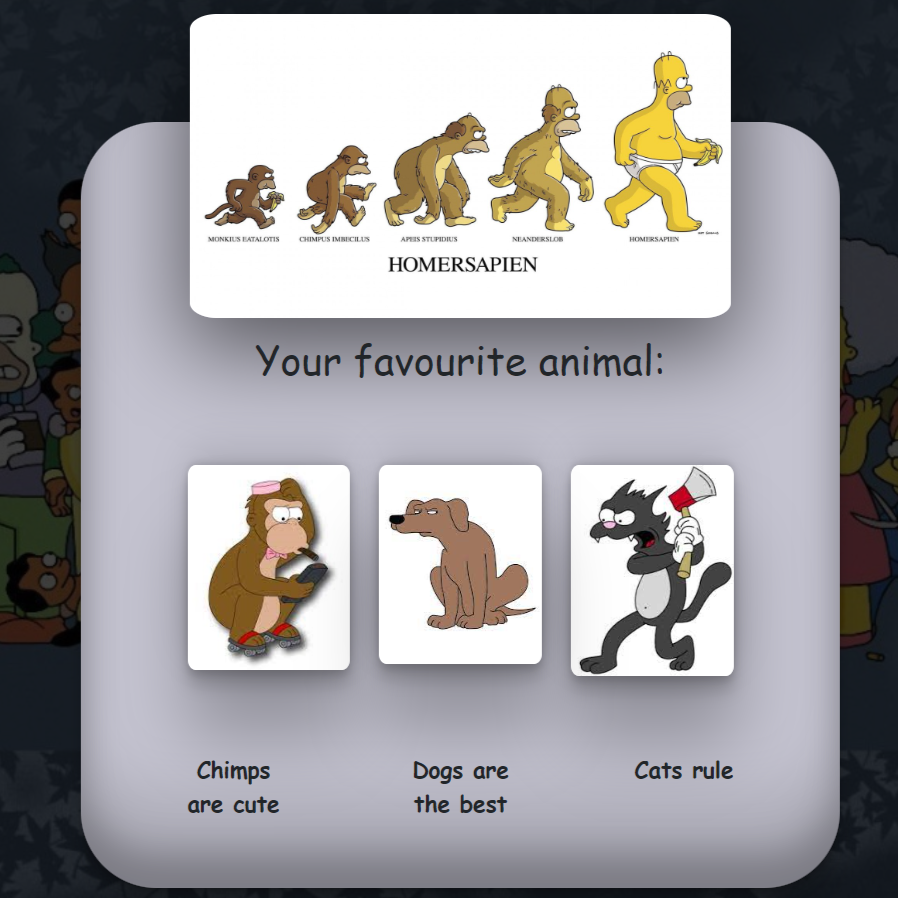 MONKIUS EATALOTIS CHIMPUS IMBECILUS APEIS STUPIDIUS NEANDERSLOB HOMERSAPIEN
HOMERSAPIEN
Your favourite animal:
Chimps
are cute
Dogs are
the best
Cats rule